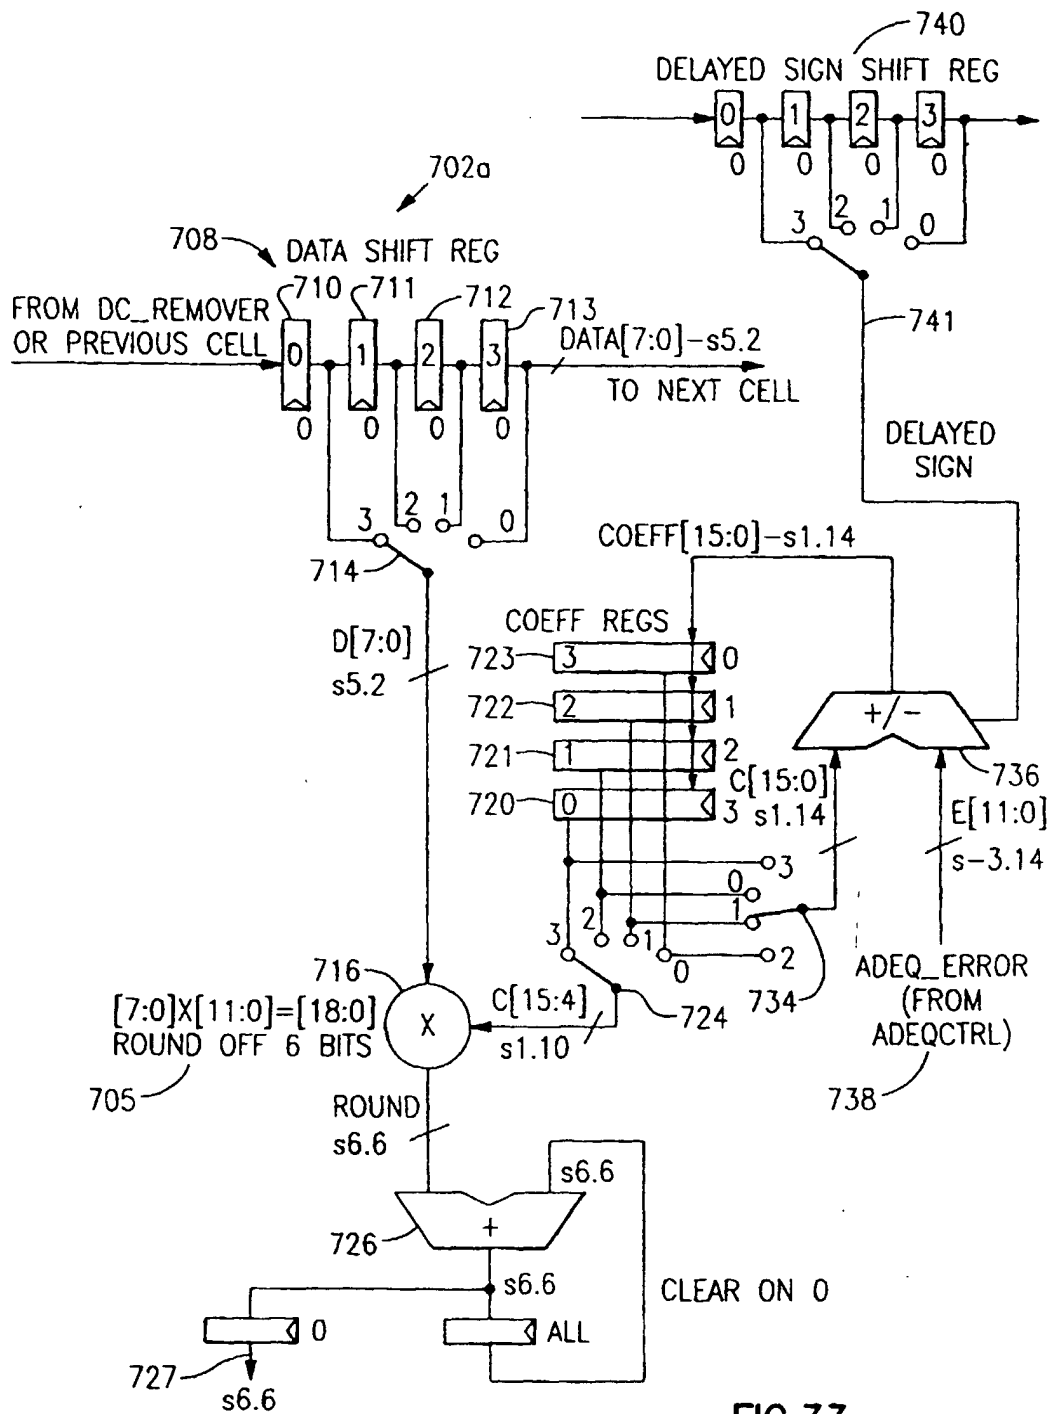 740
DELAYED SIGN SHIFT REG
0 1 2 3
0 0 0 0
3 2 1 0
702a
708
DATA SHIFT REG
710 711 712 713
FROM DC_REMOVER
OR PREVIOUS CELL
0 1 2 3
DATA[7:0]-s5.2
TO NEXT CELL
0 0 0 0
741
DELAYED
SIGN
3 2 1 0
714
COEFF[15:0]-s1.14
D[7:0]
s5.2
COEFF REGS
723 3 0
722 2 1
721 1 2
720 0 3
+/-
736
C[15:0]
s1.14
E[11:0]
s-3.14
3
0
1
2
3 2 1 0
734
724
ADEQ_ERROR
(FROM
ADEQCTRL)
738
716
[7:0]X[11:0]=[18:0]
ROUND OFF 6 BITS
705
X
C[15:4]
s1.10
ROUND
s6.6
s6.6
726
+
s6.6
CLEAR ON 0
0
ALL
727
s6.6